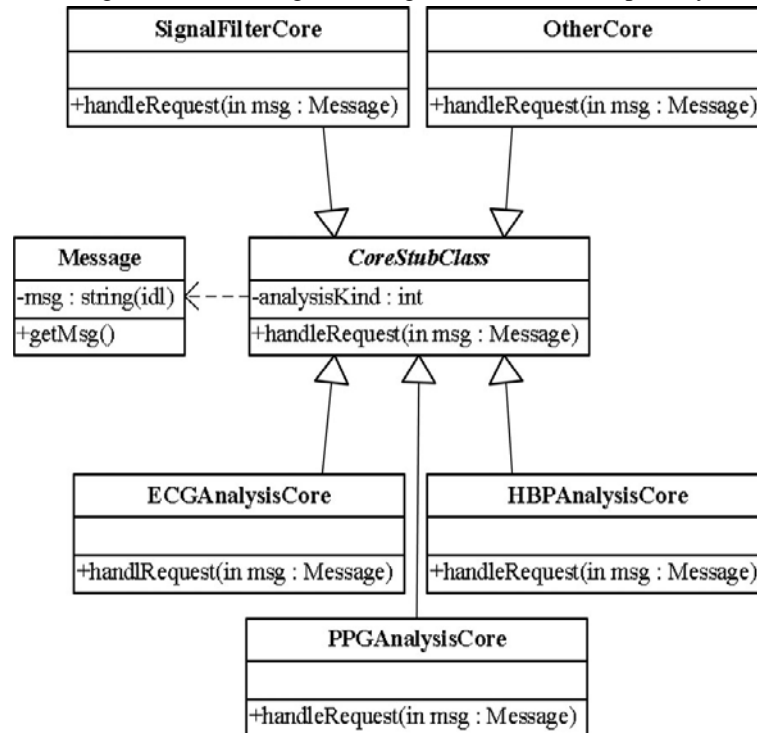 SignalFilterCore
+handleRequest(in msg : Message)
OtherCore
+handleRequest(in msg : Message)
Message
-msg : string(idl)
+getMsg()
CoreStubClass
-analysisKind : int
+handleRequest(in msg : Message)
ECGAnalysisCore
+handlRequest(in msg : Message)
HBPAnalysisCore
+handleRequest(in msg : Message)
PPGAnalysisCore
+handleRequest(in msg : Message)